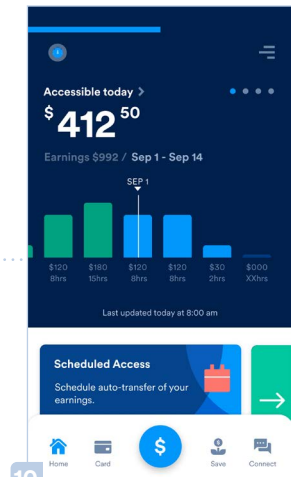 Accessible today >
$412 50
Earnings $992 / Sep 1 - Sep 14
SEP 1
$120 $180 $120 $120 $30 $000
8hrs 15hrs 8hrs 8hrs 2hrs XXhrs
Last updated today at 8:00 am
Scheduled Access
Schedule auto-transfer of your
earnings.
$
Home Card Save Connect